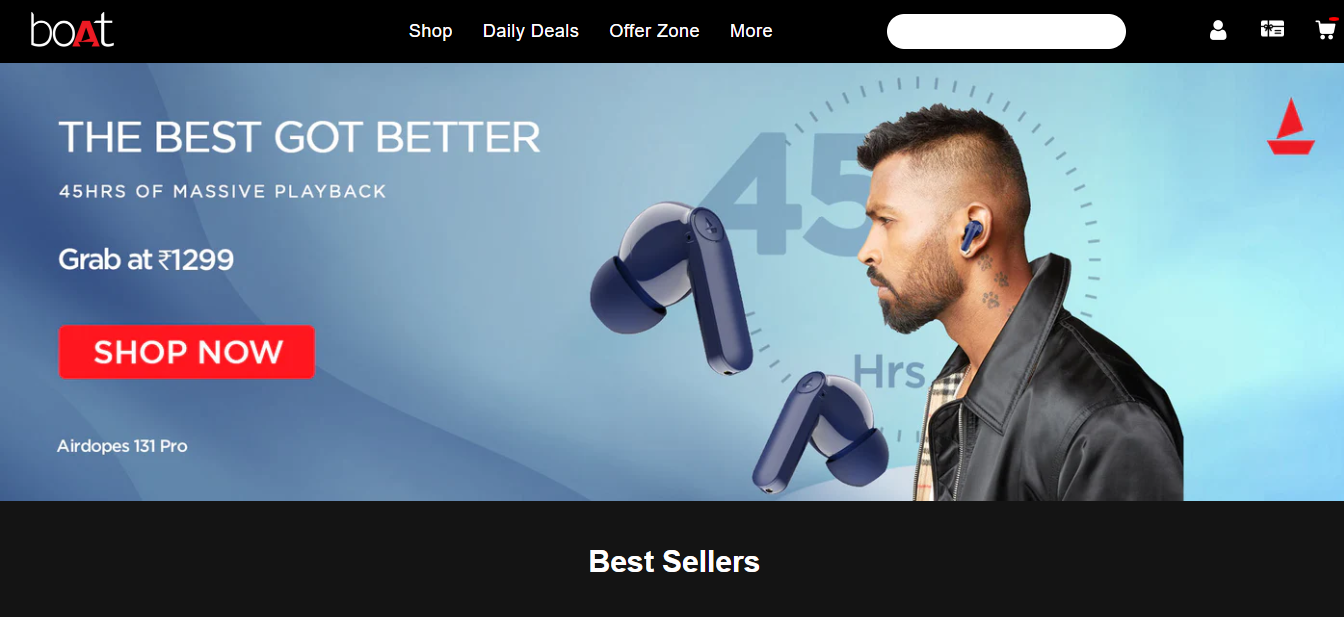 boAt
Shop Daily Deals Offer Zone More
THE BEST GOT BETTER
45HRS OF MASSIVE PLAYBACK
Grab at ₹1299
SHOP NOW
Airdopes 131 Pro
45
Hrs
Best Sellers